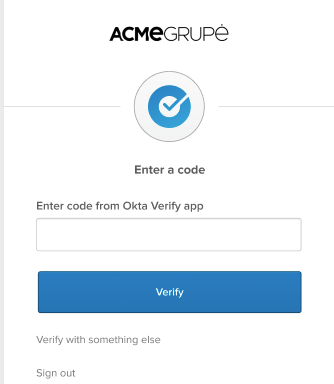 ACMEGRUPĖ
Enter a code
Enter code from Okta Verify app
Verify
Verify with something else
Sign out